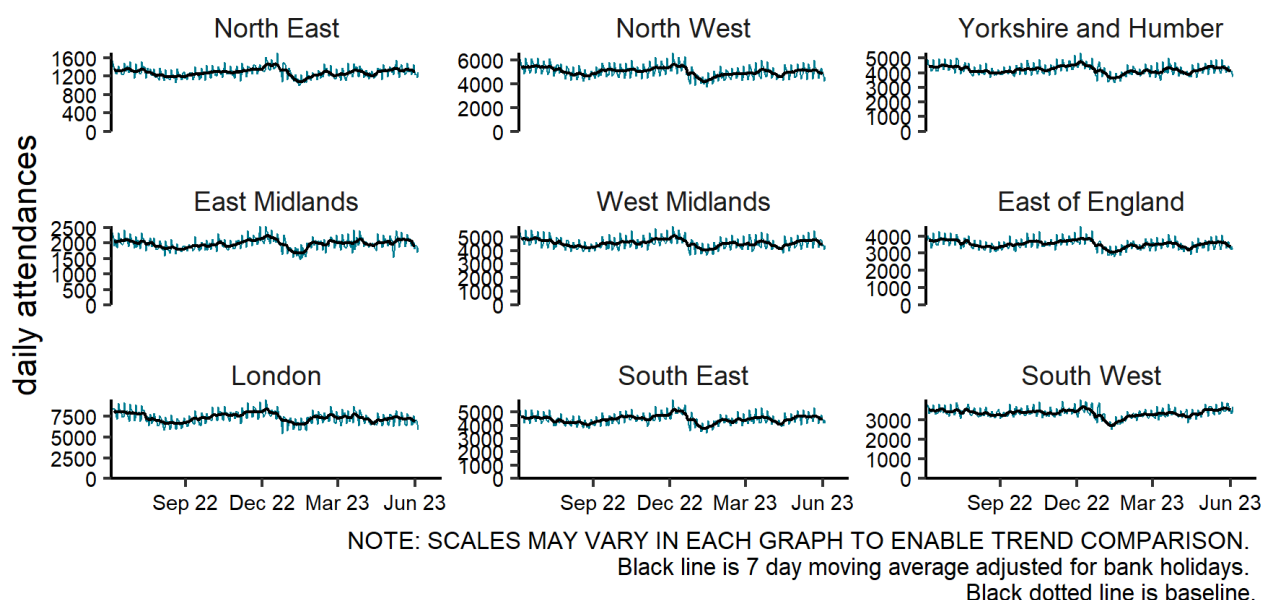 North East
North West
Yorkshire and Humber
1600
1200
800
400
0
6000
4000
2000
0
5000
4000
3000
2000
1000
0
daily attendances
East Midlands
West Midlands
East of England
2500
2000
1500
1000
500
0
5000
4000
3000
2000
1000
0
4000
3000
2000
1000
0
London
South East
South West
7500
5000
2500
0
5000
4000
3000
2000
1000
0
3000
2000
1000
0
Sep 22 Dec 22 Mar 23 Jun 23
Sep 22 Dec 22 Mar 23 Jun 23
Sep 22 Dec 22 Mar 23 Jun 23
NOTE: SCALES MAY VARY IN EACH GRAPH TO ENABLE TREND COMPARISON.
Black line is 7 day moving average adjusted for bank holidays.
Black dotted line is baseline.